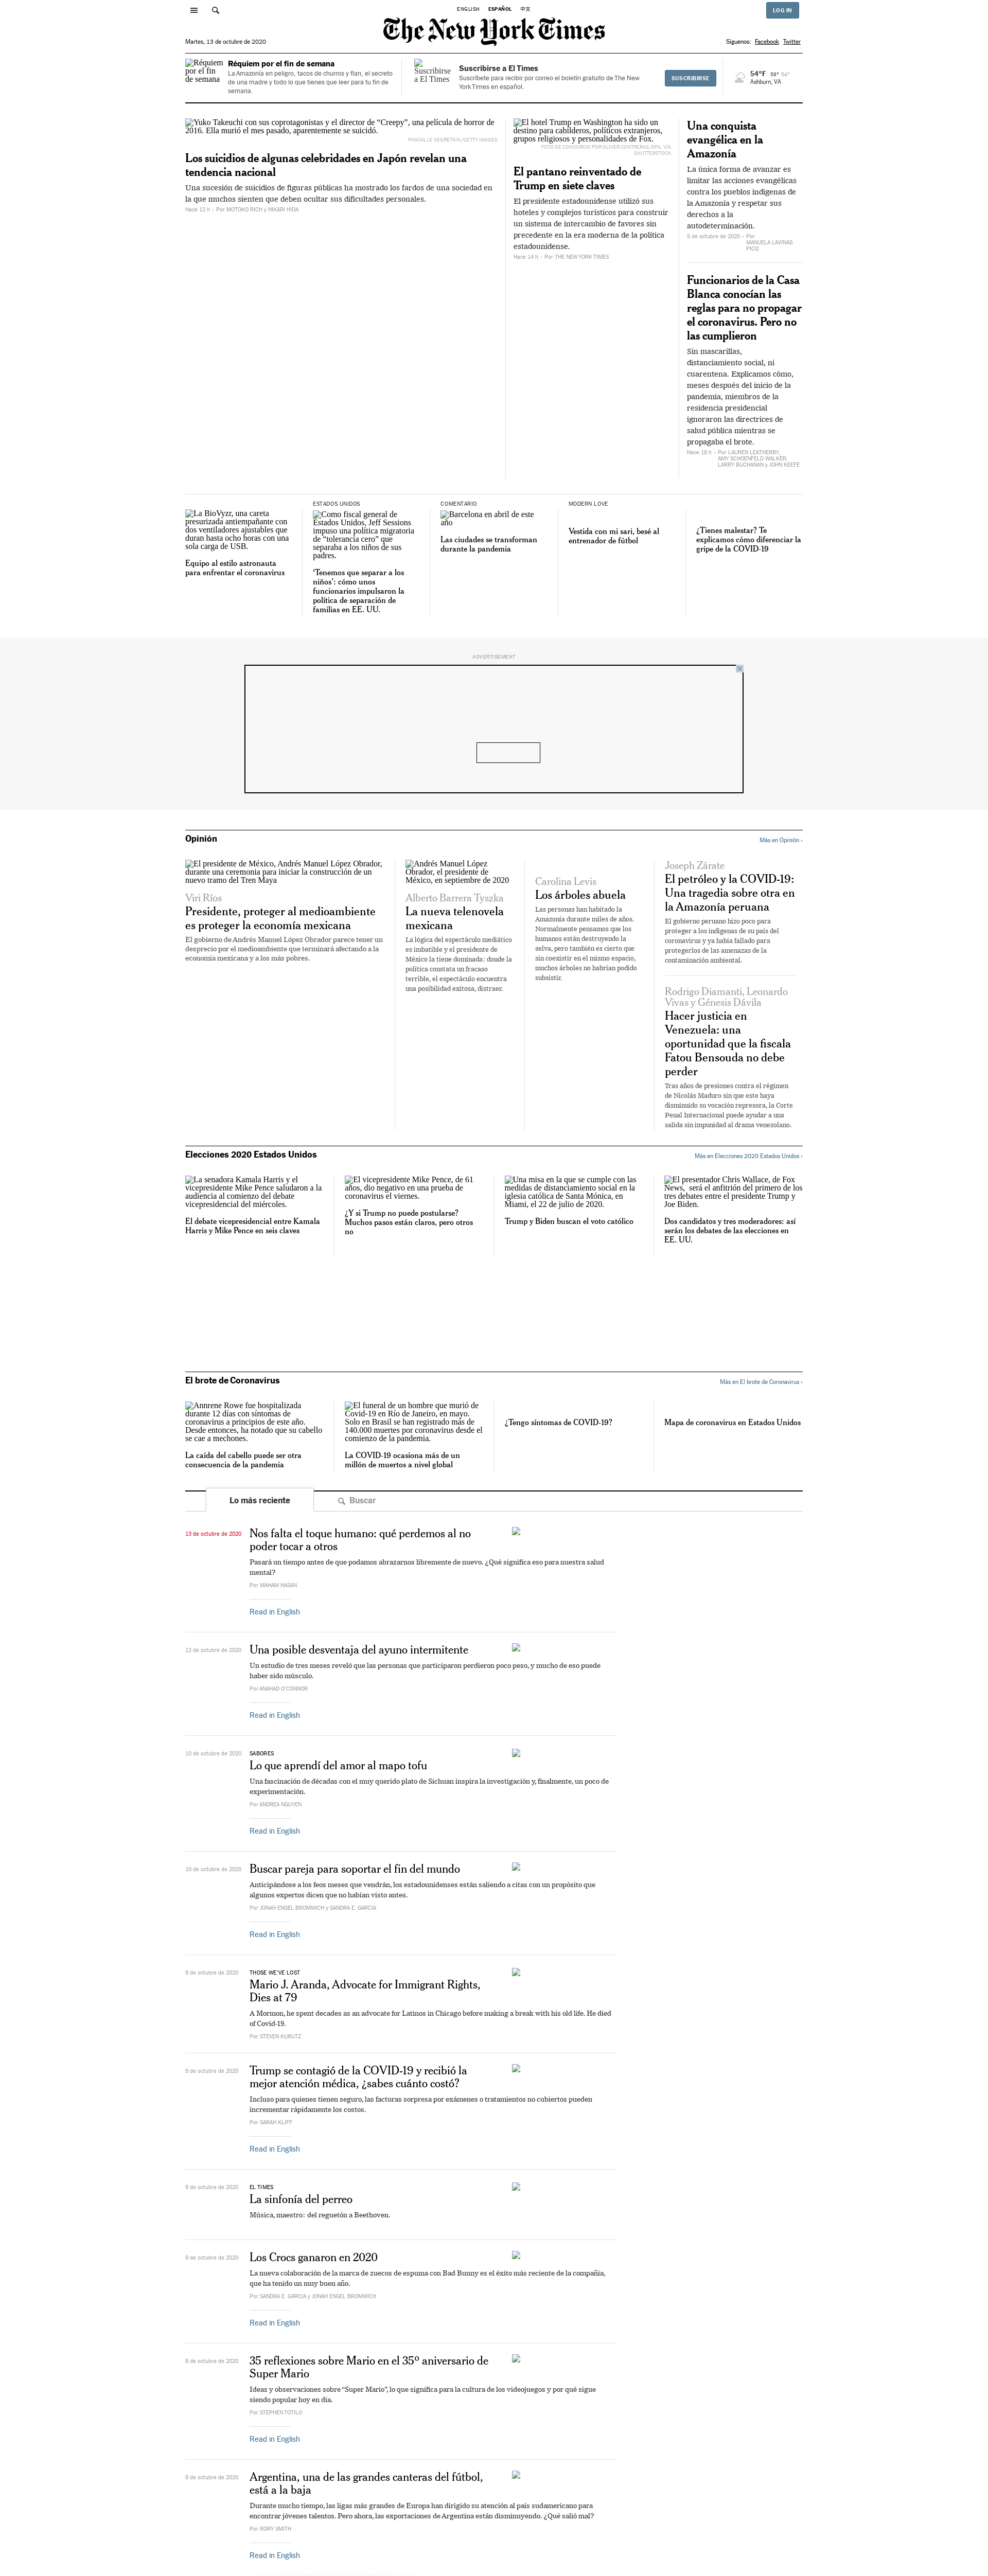 ENGLISH ESPAÑOL 中文
LOG IN
The New York Times
Martes, 13 de octubre de 2020
Síguenos: Facebook Twitter
Réquiem por el fin de semana
Réquiem por el fin de semana
La Amazonía en peligro, tacos de churros y flan, el secreto
de una madre y todo lo que tienes que leer para tu fin de
semana.
Suscribirse a El Times
Suscribirse a El Times
Suscríbete para recibir por correo el boletín gratuito de The New
York Times en español.
SUSCRIBIRSE
54°F 58° 54°
Ashburn, VA
Yuko Takeuchi con sus coprotagonistas y el director de “Creepy”, una película de horror de
2016. Ella murió el mes pasado, aparentemente se suicidó.
PASCAL LE SEGRETAIN/GETTY IMAGES
Los suicidios de algunas celebridades en Japón revelan una
tendencia nacional
Una sucesión de suicidios de figuras públicas ha mostrado los fardos de una sociedad en
la que muchos sienten que deben ocultar sus dificultades personales.
Hace 12 h - Por MOTOKO RICH y HIKARI HIDA
El hotel Trump en Washington ha sido un
destino para cabilderos, políticos extranjeros,
grupos religiosos y personalidades de Fox.
FOTO DE CONSORCIO POR OLIVER CONTRERAS/EPA, VÍA
SHUTTERSTOCK
El pantano reinventado de
Trump en siete claves
El presidente estadounidense utilizó sus
hoteles y complejos turísticos para construir
un sistema de intercambio de favores sin
precedente en la era moderna de la política
estadounidense.
Hace 14 h - Por THE NEW YORK TIMES
Una conquista
evangélica en la
Amazonía
La única forma de avanzar es
limitar las acciones evangélicas
contra los pueblos indígenas de
la Amazonía y respetar sus
derechos a la
autodeterminación.
5 de octubre de 2020 - Por
MANUELA LAVINAS
PICQ
Funcionarios de la Casa
Blanca conocían las
reglas para no propagar
el coronavirus. Pero no
las cumplieron
Sin mascarillas,
distanciamiento social, ni
cuarentena. Explicamos cómo,
meses después del inicio de la
pandemia, miembros de la
residencia presidencial
ignoraron las directrices de
salud pública mientras se
propagaba el brote.
Hace 18 h - Por LAUREN LEATHERBY,
AMY SCHOENFELD WALKER,
LARRY BUCHANAN y JOHN KEEFE
La BioVyzr, una careta
presurizada antiempañante con
dos ventiladores ajustables que
duran hasta ocho horas con una
sola carga de USB.
Equipo al estilo astronauta
para enfrentar el coronavirus
ESTADOS UNIDOS
Como fiscal general de
Estados Unidos, Jeff Sessions
impuso una política migratoria
de “tolerancia cero” que
separaba a los niños de sus
padres.
‘Tenemos que separar a los
niños’: cómo unos
funcionarios impulsaron la
política de separación de
familias en EE. UU.
COMENTARIO
Barcelona en abril de este
año
Las ciudades se transforman
durante la pandemia
MODERN LOVE
Vestida con mi sari, besé al
entrenador de fútbol
¿Tienes malestar? Te
explicamos cómo diferenciar la
gripe de la COVID-19
ADVERTISEMENT
Opinión
Más en Opinión ›
El presidente de México, Andrés Manuel López Obrador,
durante una ceremonia para iniciar la construcción de un
nuevo tramo del Tren Maya
Viri Ríos
Presidente, proteger al medioambiente
es proteger la economía mexicana
El gobierno de Andrés Manuel López Obrador parece tener un
desprecio por el medioambiente que terminará afectando a la
economía mexicana y a los más pobres.
Andrés Manuel López
Obrador, el presidente de
México, en septiembre de 2020
Alberto Barrera Tyszka
La nueva telenovela
mexicana
La lógica del espectáculo mediático
es imbatible y el presidente de
México la tiene dominada: donde la
política constata un fracaso
terrible, el espectáculo encuentra
una posibilidad exitosa, distraer.
Carolina Levis
Los árboles abuela
Las personas han habitado la
Amazonía durante miles de años.
Normalmente pensamos que los
humanos están destruyendo la
selva, pero también es cierto que
sin coexistir en el mismo espacio,
muchos árboles no habrían podido
subsistir.
Joseph Zárate
El petróleo y la COVID-19:
Una tragedia sobre otra en
la Amazonía peruana
El gobierno peruano hizo poco para
proteger a los indígenas de su país del
coronavirus y ya había fallado para
protegerlos de las amenazas de la
contaminación ambiental.
Rodrigo Diamanti, Leonardo
Vivas y Génesis Dávila
Hacer justicia en
Venezuela: una
oportunidad que la fiscala
Fatou Bensouda no debe
perder
Tras años de presiones contra el régimen
de Nicolás Maduro sin que este haya
disminuido su vocación represora, la Corte
Penal Internacional puede ayudar a una
salida sin impunidad al drama venezolano.
Elecciones 2020 Estados Unidos
Más en Elecciones 2020 Estados Unidos ›
La senadora Kamala Harris y el
vicepresidente Mike Pence saludaron a la
audiencia al comienzo del debate
vicepresidencial del miércoles.
El debate vicepresidencial entre Kamala
Harris y Mike Pence en seis claves
El vicepresidente Mike Pence, de 61
años, dio negativo en una prueba de
coronavirus el viernes.
¿Y si Trump no puede postularse?
Muchos pasos están claros, pero otros
no
Una misa en la que se cumple con las
medidas de distanciamiento social en la
iglesia católica de Santa Mónica, en
Miami, el 22 de julio de 2020.
Trump y Biden buscan el voto católico
El presentador Chris Wallace, de Fox
News, será el anfitrión del primero de los
tres debates entre el presidente Trump y
Joe Biden.
Dos candidatos y tres moderadores: así
serán los debates de las elecciones en
EE. UU.
El brote de Coronavirus
Más en El brote de Coronavirus ›
Annrene Rowe fue hospitalizada
durante 12 días con síntomas de
coronavirus a principios de este año.
Desde entonces, ha notado que su cabello
se cae a mechones.
La caída del cabello puede ser otra
consecuencia de la pandemia
El funeral de un hombre que murió de
Covid-19 en Río de Janeiro, en mayo.
Solo en Brasil se han registrado más de
140.000 muertes por coronavirus desde el
comienzo de la pandemia.
La COVID-19 ocasiona más de un
millón de muertos a nivel global
¿Tengo síntomas de COVID-19?
Mapa de coronavirus en Estados Unidos
Lo más reciente
Buscar
13 de octubre de 2020
Nos falta el toque humano: qué perdemos al no
poder tocar a otros
Pasará un tiempo antes de que podamos abrazarnos libremente de nuevo. ¿Qué significa eso para nuestra salud
mental?
Por MAHAM HASAN
Read in English
12 de octubre de 2020
Una posible desventaja del ayuno intermitente
Un estudio de tres meses reveló que las personas que participaron perdieron poco peso, y mucho de eso puede
haber sido músculo.
Por ANAHAD O’CONNOR
Read in English
10 de octubre de 2020
SABORES
Lo que aprendí del amor al mapo tofu
Una fascinación de décadas con el muy querido plato de Sichuan inspira la investigación y, finalmente, un poco de
experimentación.
Por ANDREA NGUYEN
Read in English
10 de octubre de 2020
Buscar pareja para soportar el fin del mundo
Anticipándose a los feos meses que vendrán, los estadounidenses están saliendo a citas con un propósito que
algunos expertos dicen que no habían visto antes.
Por JONAH ENGEL BROMWICH y SANDRA E. GARCIA
Read in English
9 de octubre de 2020
THOSE WE’VE LOST
Mario J. Aranda, Advocate for Immigrant Rights,
Dies at 79
A Mormon, he spent decades as an advocate for Latinos in Chicago before making a break with his old life. He died
of Covid-19.
Por STEVEN KURUTZ
9 de octubre de 2020
Trump se contagió de la COVID-19 y recibió la
mejor atención médica, ¿sabes cuánto costó?
Incluso para quienes tienen seguro, las facturas sorpresa por exámenes o tratamientos no cubiertos pueden
incrementar rápidamente los costos.
Por SARAH KLIFF
Read in English
9 de octubre de 2020
EL TIMES
La sinfonía del perreo
Música, maestro: del reguetón a Beethoven.
9 de octubre de 2020
Los Crocs ganaron en 2020
La nueva colaboración de la marca de zuecos de espuma con Bad Bunny es el éxito más reciente de la compañía,
que ha tenido un muy buen año.
Por SANDRA E. GARCIA y JONAH ENGEL BROMWICH
Read in English
8 de octubre de 2020
35 reflexiones sobre Mario en el 35º aniversario de
Super Mario
Ideas y observaciones sobre “Super Mario”, lo que significa para la cultura de los videojuegos y por qué sigue
siendo popular hoy en día.
Por STEPHEN TOTILO
Read in English
8 de octubre de 2020
Argentina, una de las grandes canteras del fútbol,
está a la baja
Durante mucho tiempo, las ligas más grandes de Europa han dirigido su atención al país sudamericano para
encontrar jóvenes talentos. Pero ahora, las exportaciones de Argentina están disminuyendo. ¿Qué salió mal?
Por RORY SMITH
Read in English